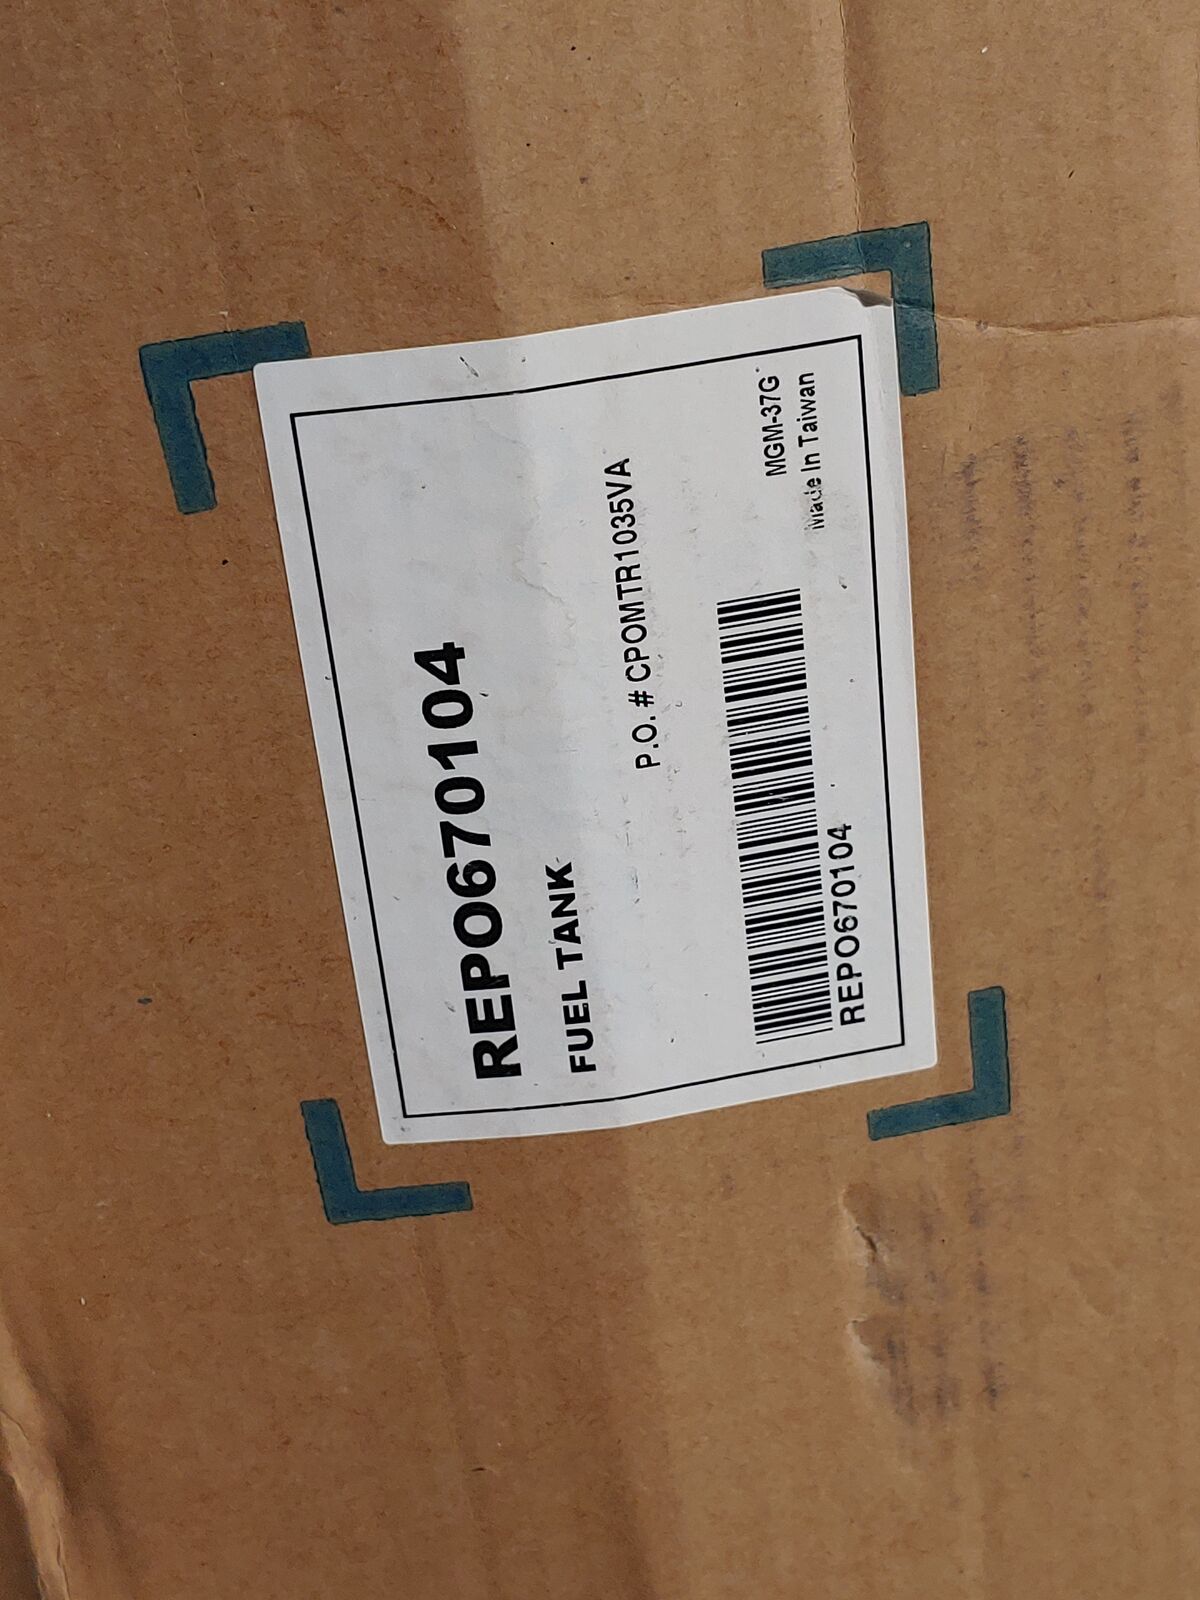 REPO670104
FUEL TANK
P.O. # CPOMTR1035VA
MGM-37G
Made In Taiwan
REPO670104